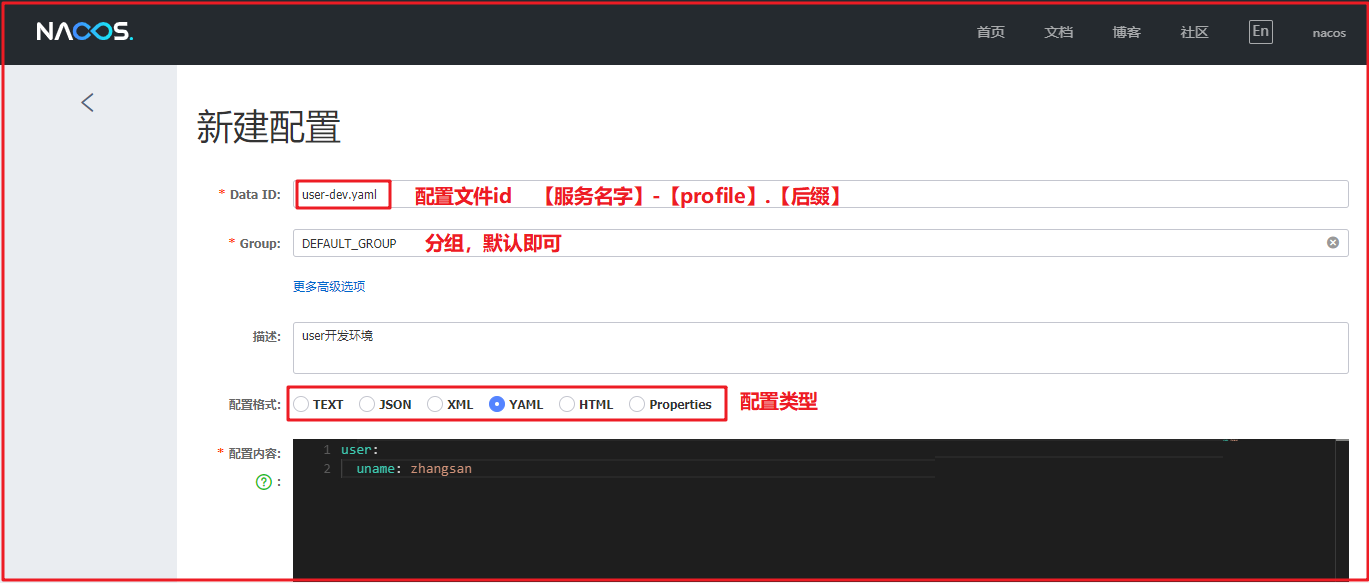 NACOS. 首页 文档 博客 社区 En nacos
新建配置
* Data ID: user-dev.yaml 配置文件id 【服务名字】-【profile】.【后缀】
* Group: DEFAULT_GROUP 分组，默认即可
更多高级选项
描述: user开发环境
配置格式: TEXT JSON XML YAML HTML Properties 配置类型
* 配置内容: 1 user:
? : 2 uname: zhangsan